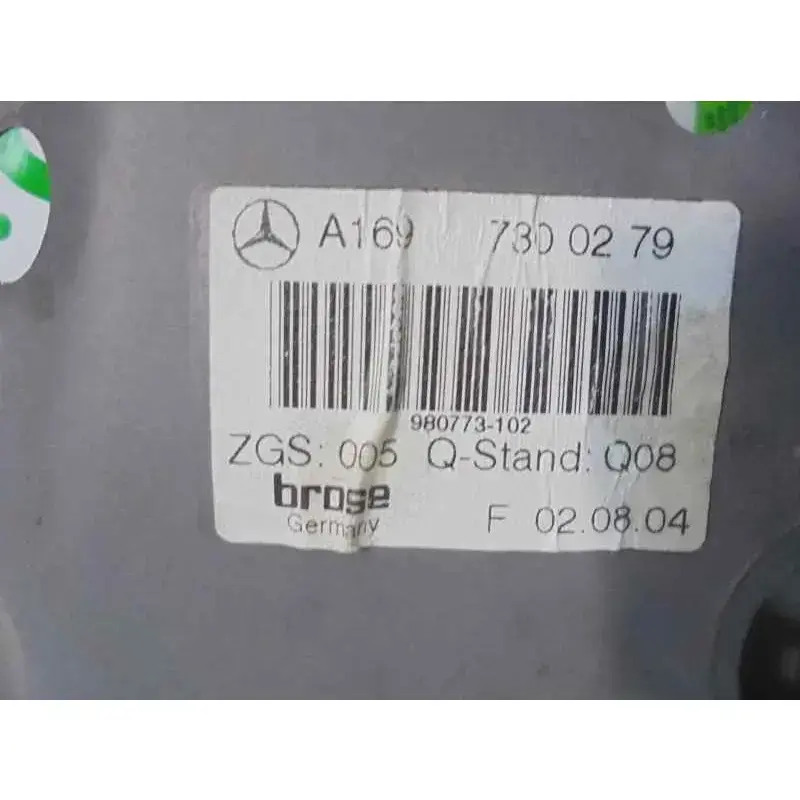 A169 730 02 79
980773-102
ZGS: 005 Q-Stand: Q08
brose
Germany
F 02.08.04